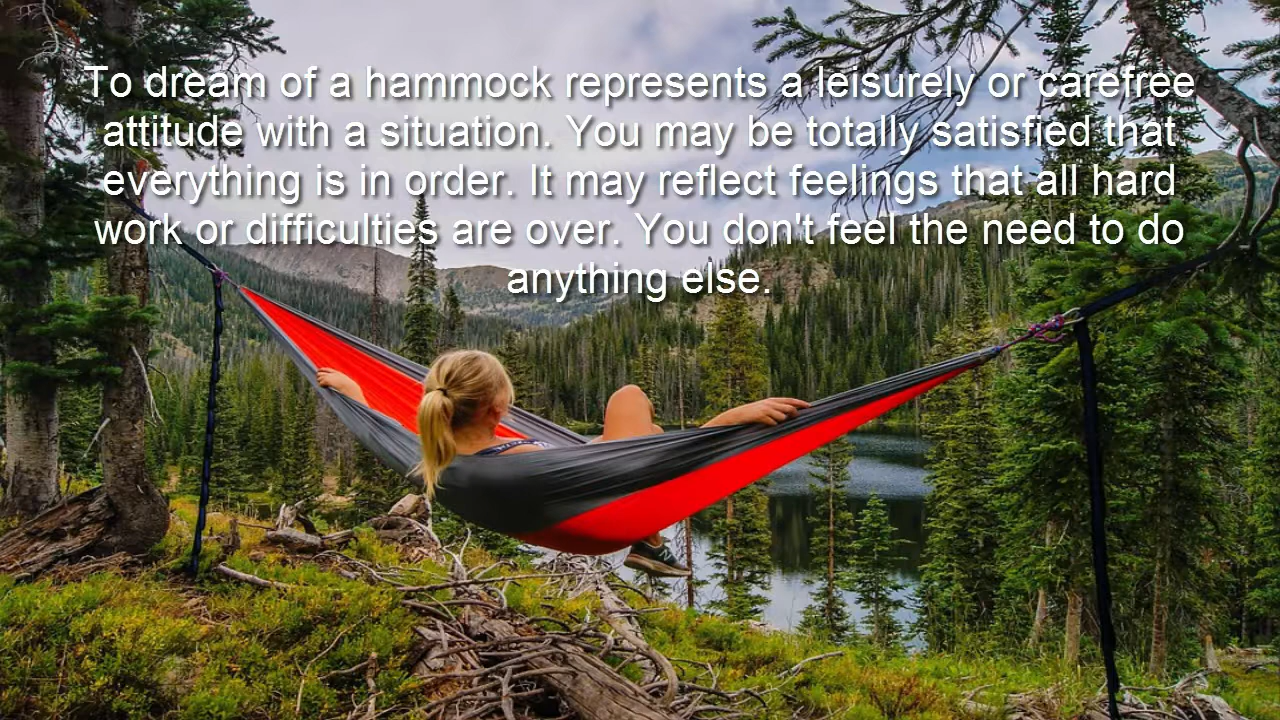 To dream of a hammock represents a leisurely or carefree
attitude with a situation. You may be totally satisfied that
everything is in order. It may reflect feelings that all hard
work or difficulties are over. You don't feel the need to do
anything else.